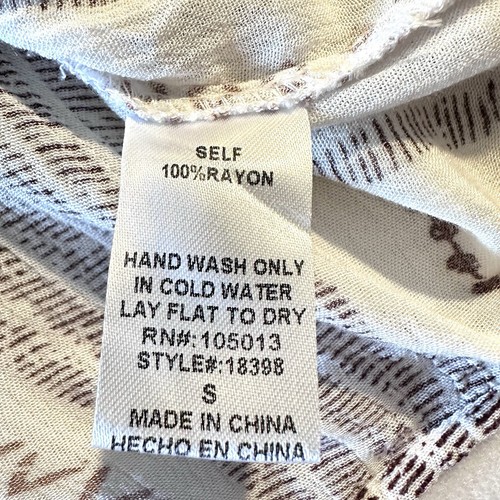 SELF
100%RAYON
HAND WASH ONLY
IN COLD WATER
LAY FLAT TO DRY
RN#:105013
STYLE#:18398
S
MADE IN CHINA
HECHO EN CHINA